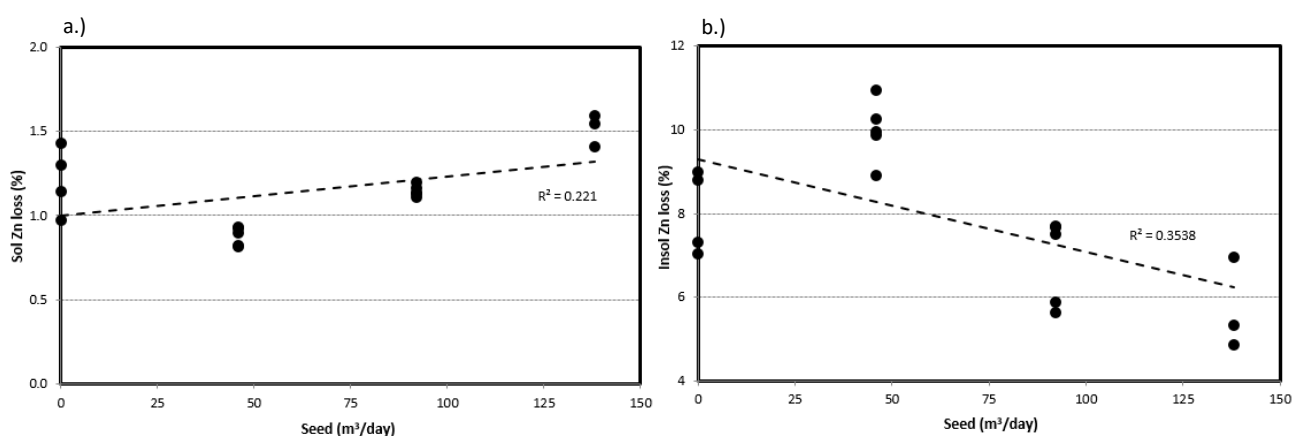 a.)
2.0
1.5
1.0
0.5
0.0
Sol Zn loss (%)
R² = 0.221
0 25 50 75 100 125 150
Seed (m³/day)
b.)
12
10
8
6
4
Insol Zn loss (%)
R² = 0.3538
0 25 50 75 100 125 150
Seed (m³/day)